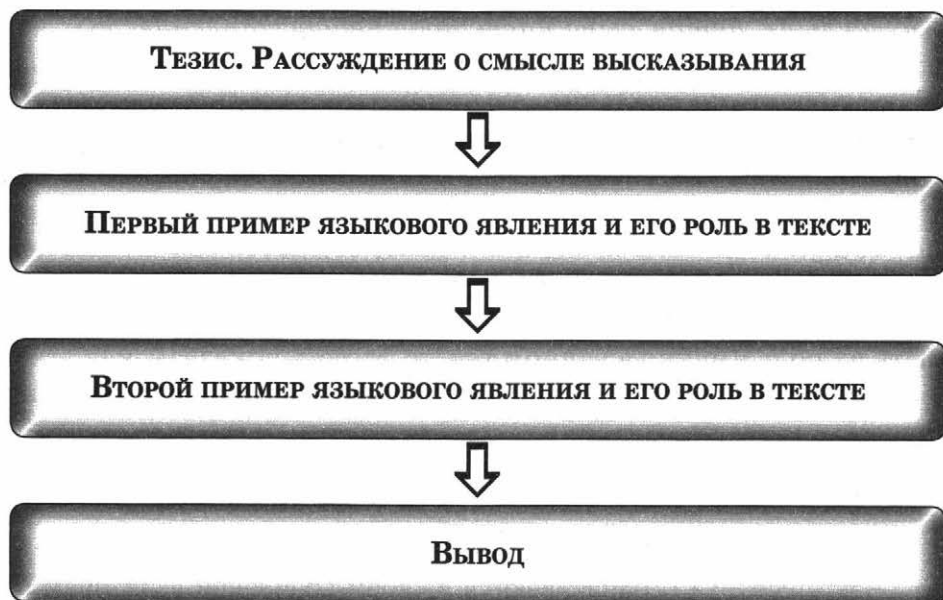 Тезис. Рассуждение о смысле высказывания
Первый пример языкового явления и его роль в тексте
Второй пример языкового явления и его роль в тексте
Вывод